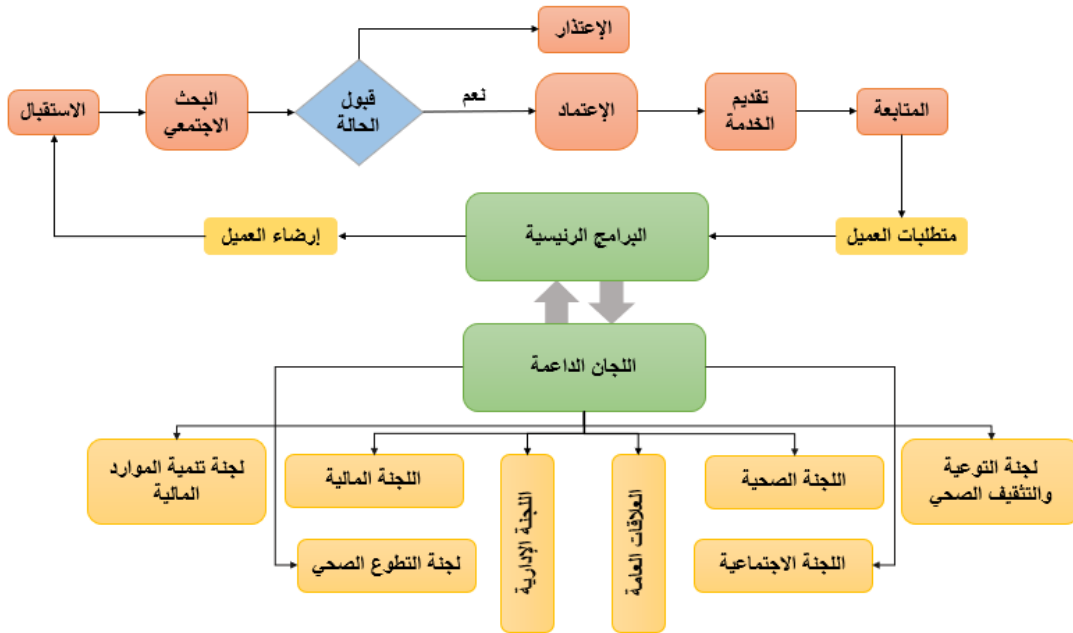 الإعتذار
الاستقبال
البحث
الاجتمعي
قبول
الحالة
نعم
الإعتماد
تقديم
الخدمة
المتابعة
متطلبات العميل
البرامج الرئيسية
إرضاء العميل
اللجان الداعمة
لجنة التوعية
والتثقيف الصحي
اللجنة الصحية
العلاقات العامة
اللجنة الإدارية
اللجنة المالية
لجنة تنمية الموارد
المالية
اللجنة الاجتماعية
لجنة التطوع الصحي